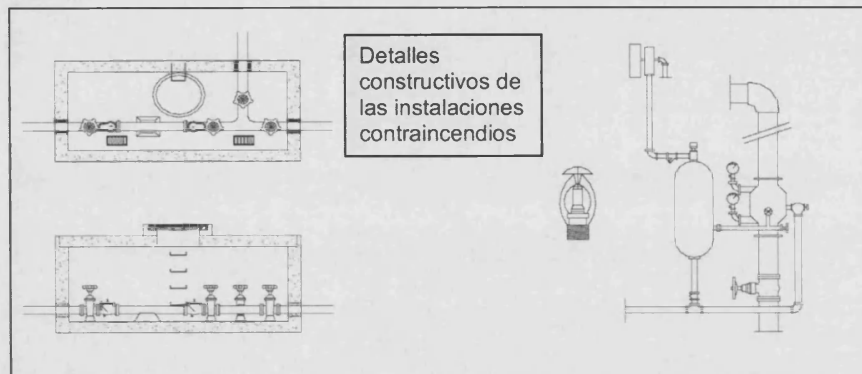 Detalles
constructivos de
las instalaciones
contraincendios